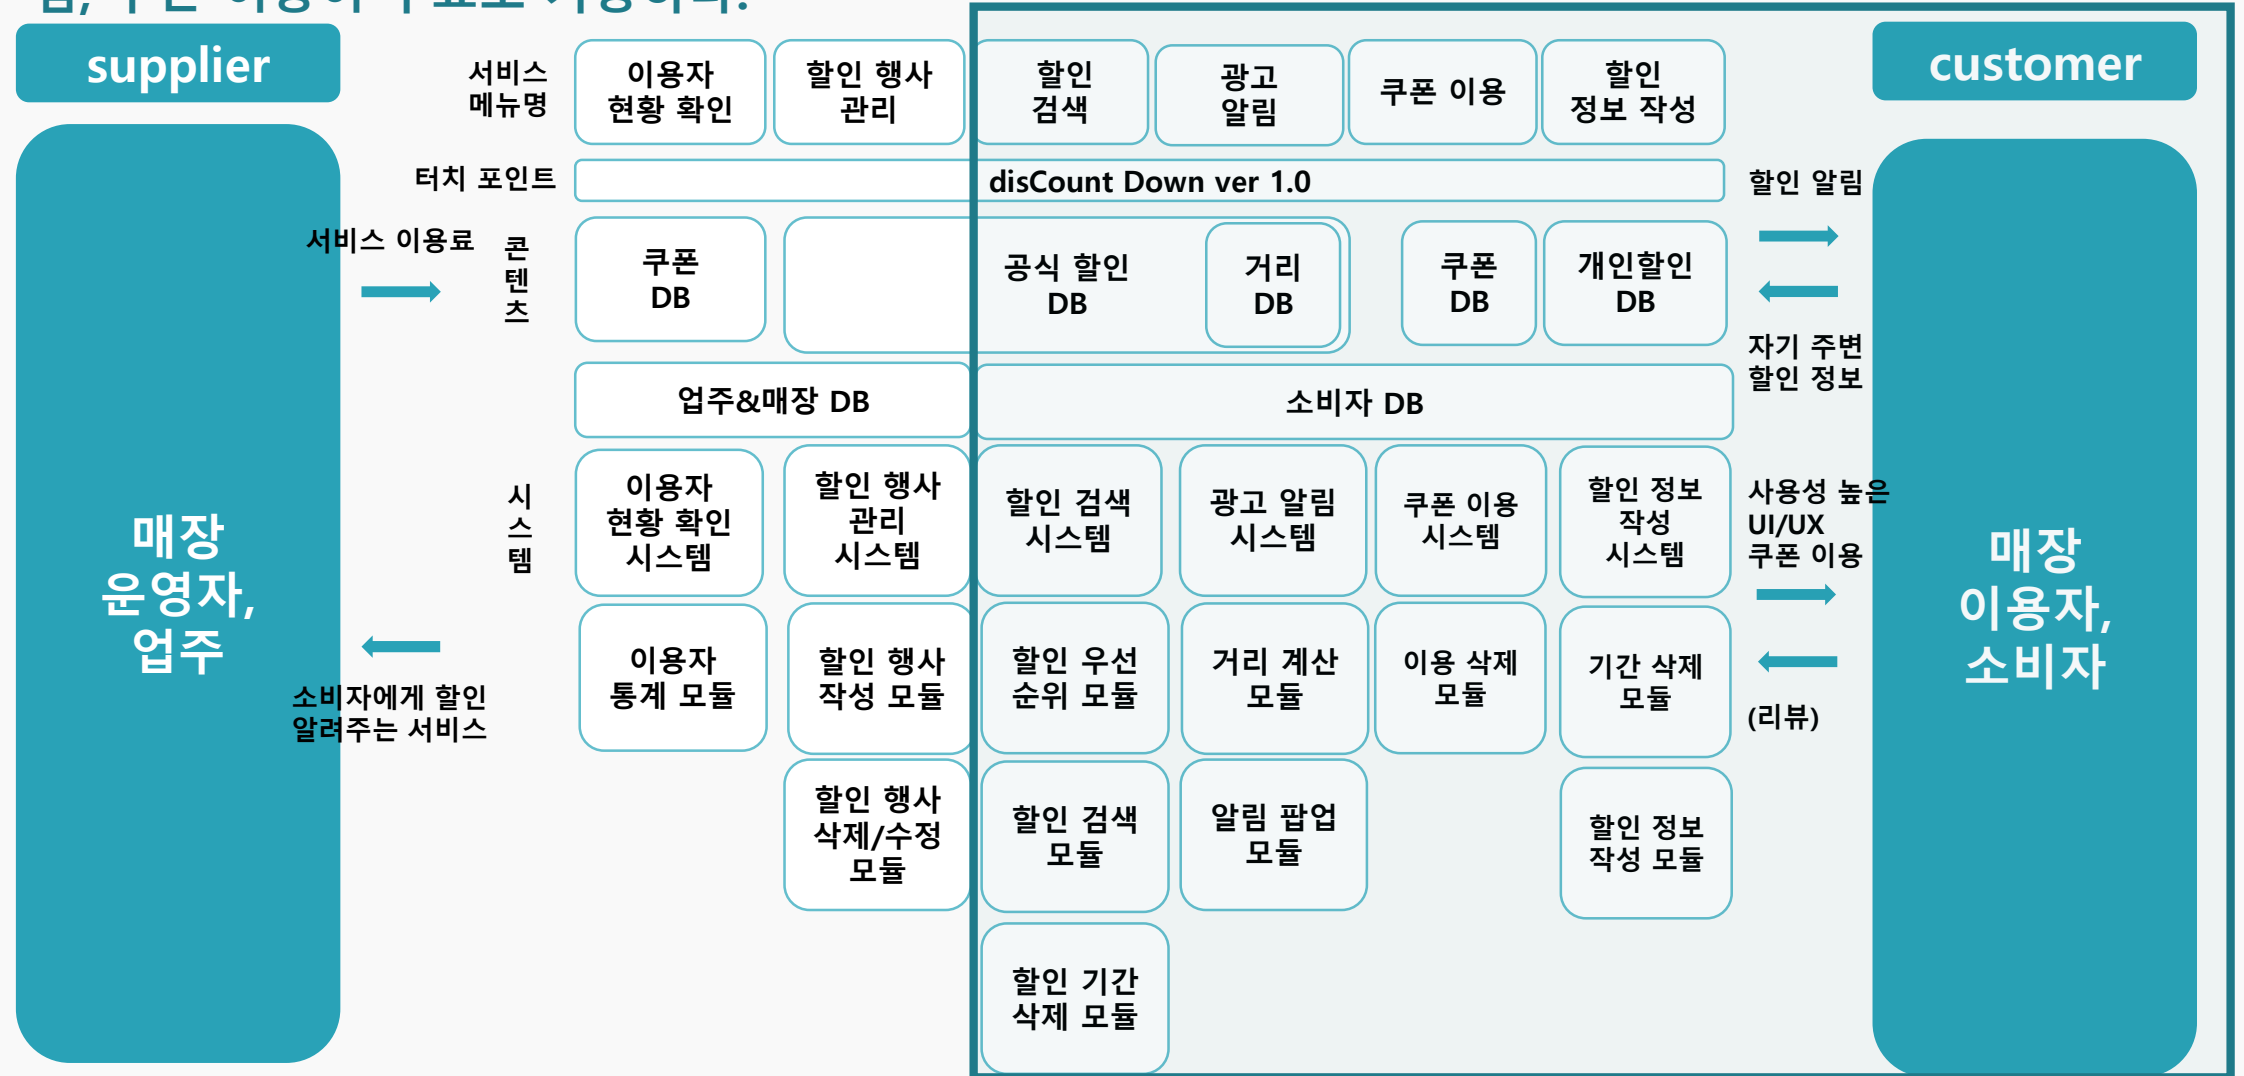 supplier
customer
서비스
메뉴명
이용자
현황 확인
할인 행사
관리
할인
검색
광고
알림
쿠폰 이용
할인
정보 작성
터치 포인트
disCount Down ver 1.0
할인 알림
서비스 이용료
콘
텐
츠
쿠폰
DB
공식 할인
DB
거리
DB
쿠폰
DB
개인할인
DB
자기 주변
할인 정보
업주&매장 DB
소비자 DB
시
스
템
이용자
현황 확인
시스템
할인 행사
관리
시스템
할인 검색
시스템
광고 알림
시스템
쿠폰 이용
시스템
할인 정보
작성
시스템
사용성 높은
UI/UX
쿠폰 이용
매장
운영자,
업주
매장
이용자,
소비자
소비자에게 할인
알려주는 서비스
이용자
통계 모듈
할인 행사
작성 모듈
할인 우선
순위 모듈
거리 계산
모듈
이용 삭제
모듈
기간 삭제
모듈
(리뷰)
할인 행사
삭제/수정
모듈
할인 검색
모듈
알림 팝업
모듈
할인 정보
작성 모듈
할인 기간
삭제 모듈